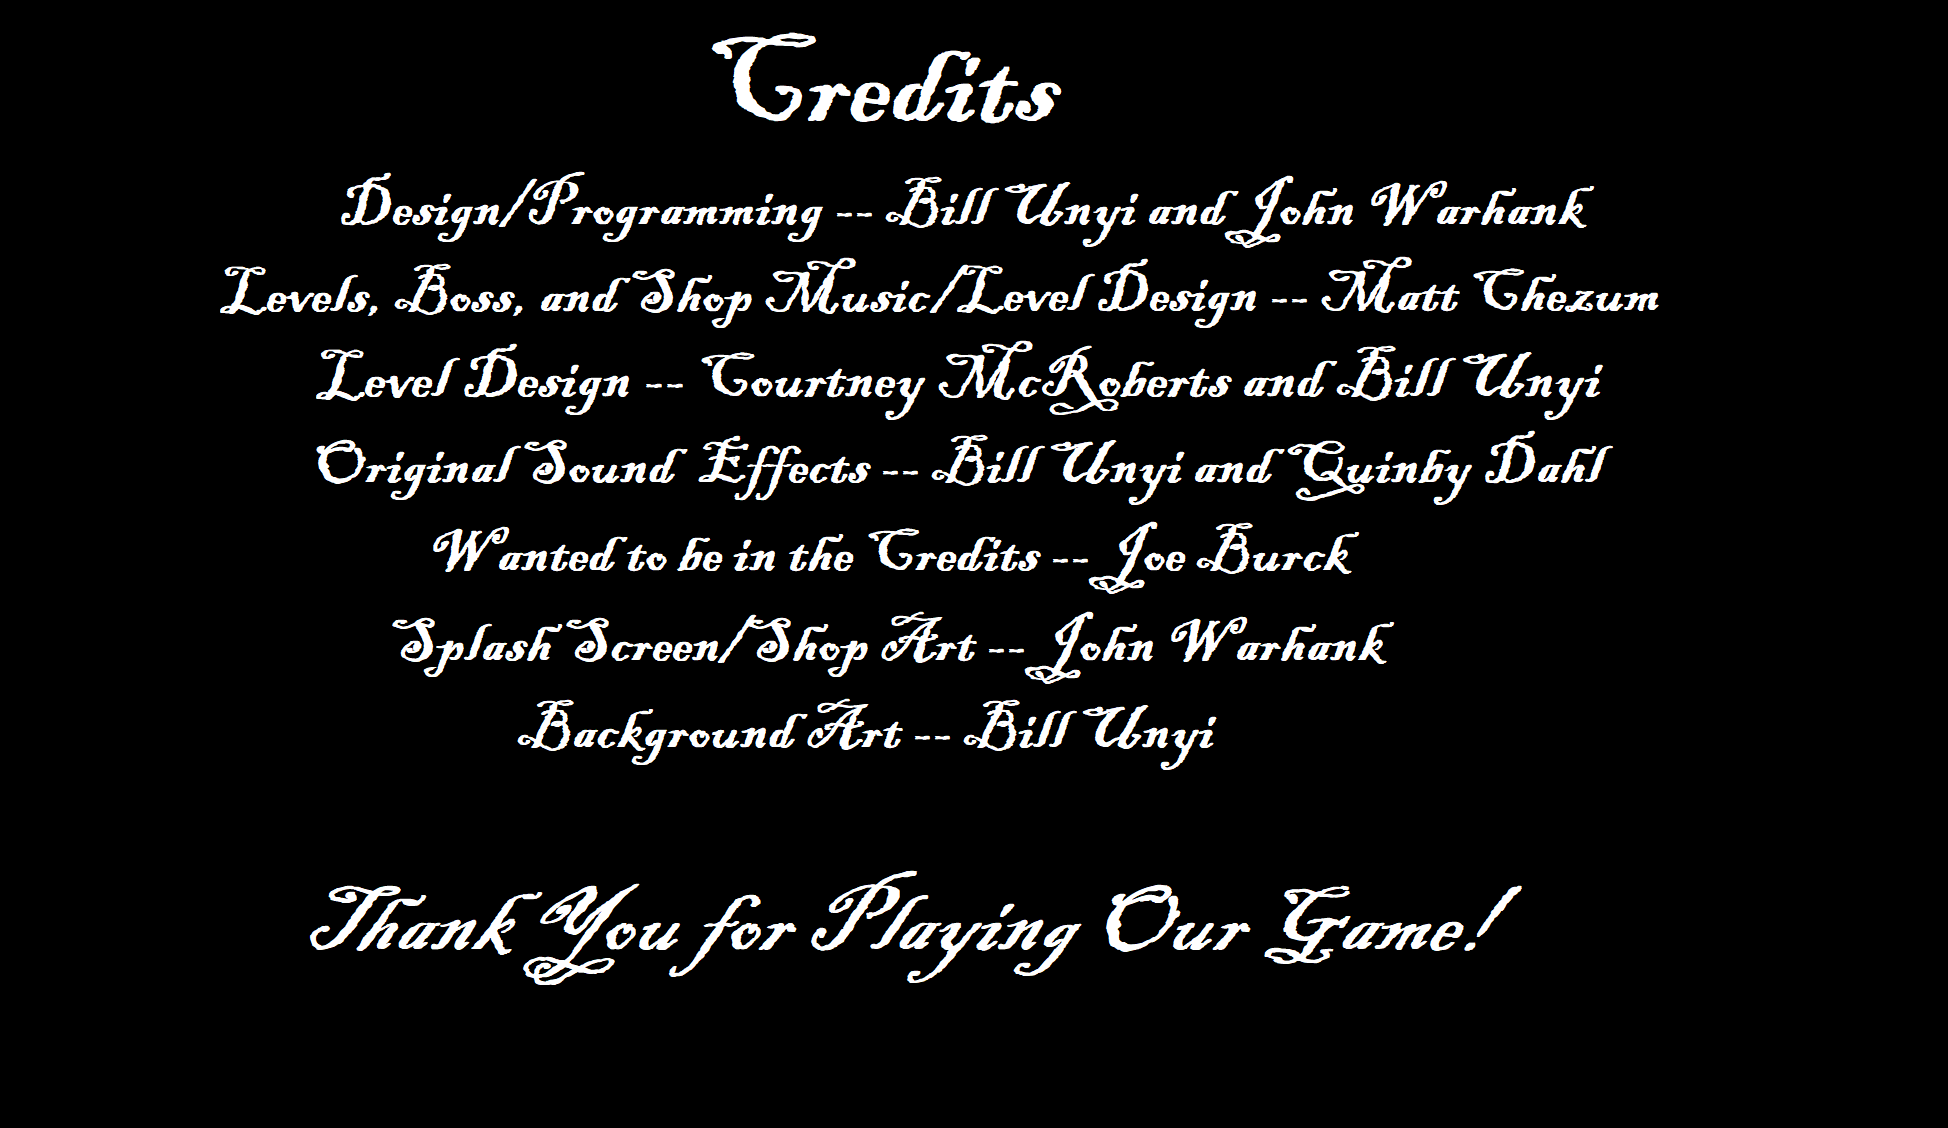 Credits
Design/Programming -- Bill Unyi and John Warhank
Levels, Boss, and Shop Music/Level Design -- Matt Chezum
Level Design -- Courtney McRoberts and Bill Unyi
Original Sound Effects -- Bill Unyi and Quinby Dahl
Wanted to be in the Credits -- Joe Burck
Splash Screen/Shop Art -- John Warhank
Background Art -- Bill Unyi
Thank You for Playing Our Game!